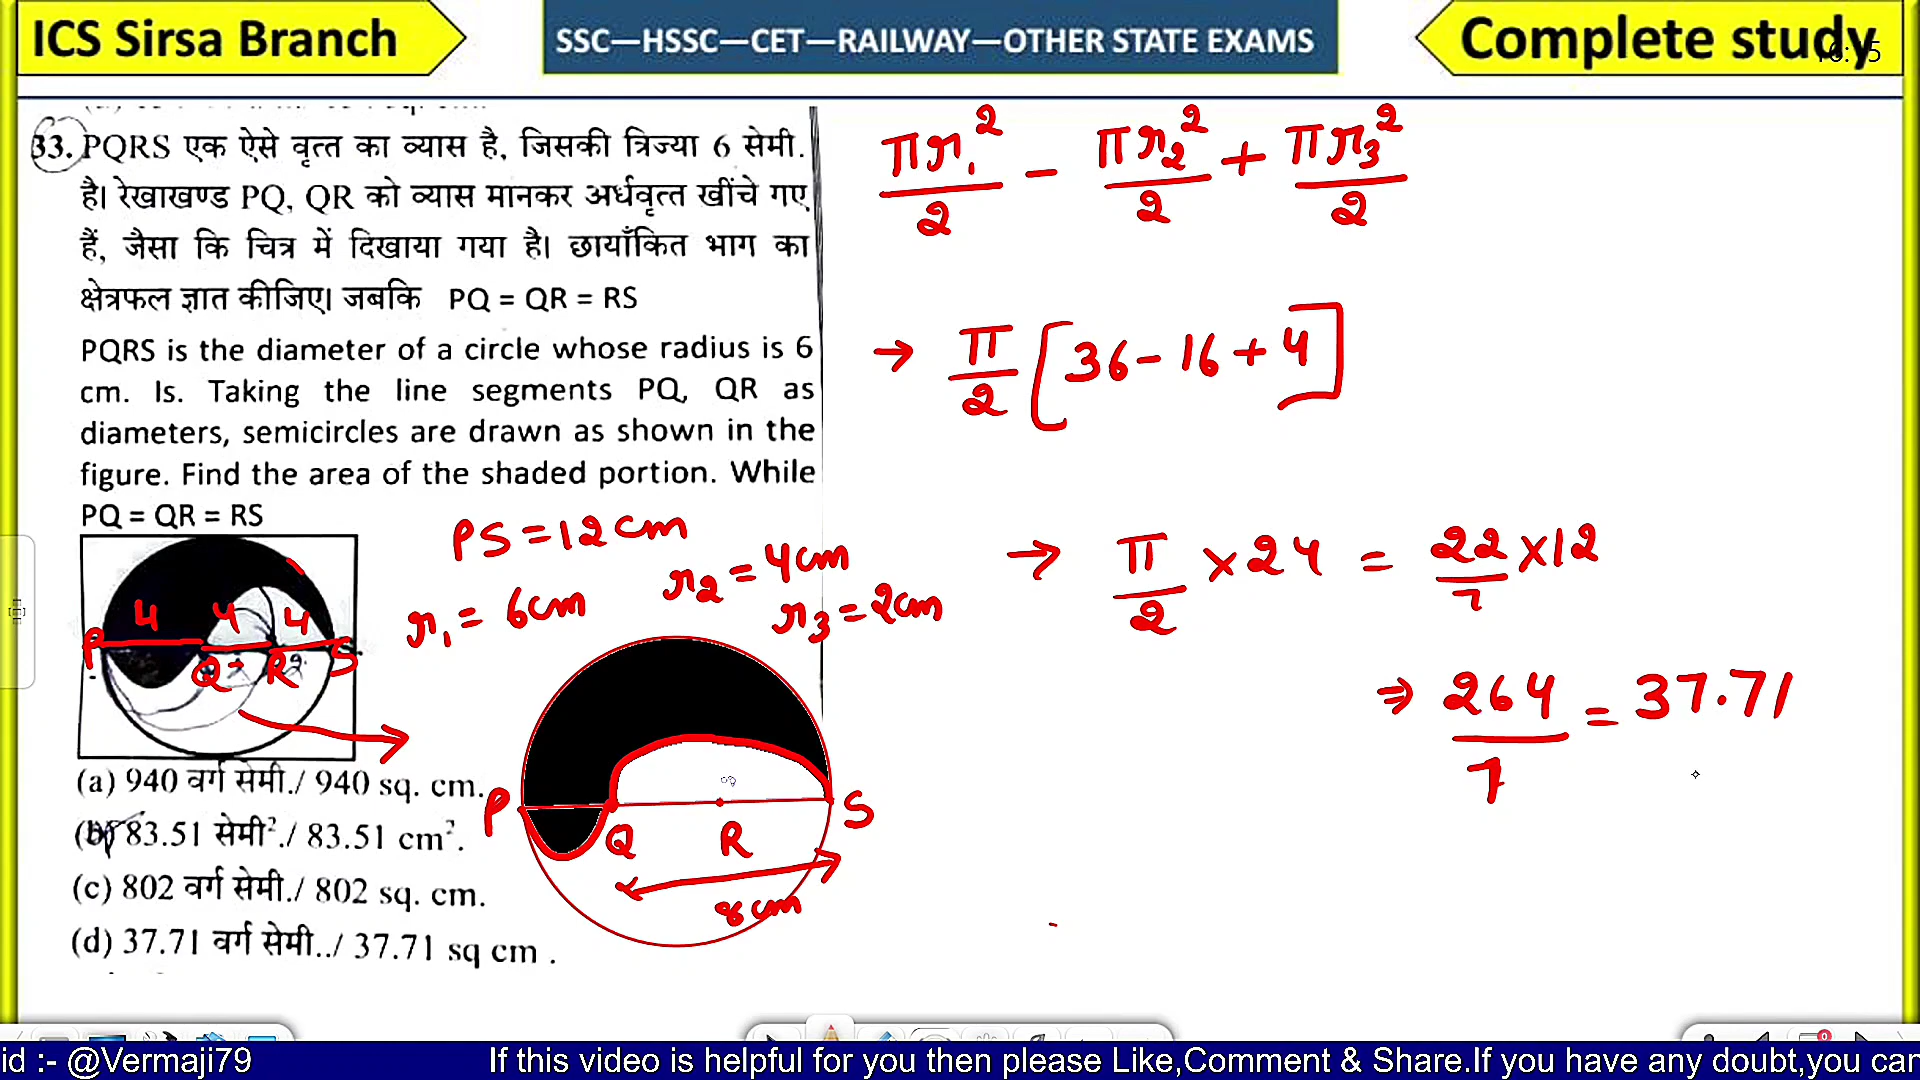 ICS Sirsa Branch
SSC—HSSC—CET—RAILWAY—OTHER STATE EXAMS
Complete study
33. PQRS एक ऐसे वृत्त का व्यास है, जिसकी त्रिज्या 6 सेमी.
है। रेखाखण्ड PQ, QR को व्यास मानकर अर्धवृत्त खींचे गए
हैं, जैसा कि चित्र में दिखाया गया है। छायाँकित भाग का
क्षेत्रफल ज्ञात कीजिए। जबकि PQ = QR = RS
PQRS is the diameter of a circle whose radius is 6
cm. Is. Taking the line segments PQ, QR as
diameters, semicircles are drawn as shown in the
figure. Find the area of the shaded portion. While
PQ = QR = RS
4 4 4
P Q R S
PS = 12 cm
r₁ = 6cm
r₂ = 4cm
r₃ = 2cm
P Q R S
8 cm
(a) 940 वर्ग सेमी./ 940 sq. cm.
(b) 83.51 सेमी²./ 83.51 cm².
(c) 802 वर्ग सेमी./ 802 sq. cm.
(d) 37.71 वर्ग सेमी../ 37.71 sq cm .
πr₁²/2 - πr₂²/2 + πr₃²/2
→ π/2 [36 - 16 + 4]
→ π/2 × 24 = 22/7 × 12
⇒ 264/7 = 37.71
id :- @Vermaji79
If this video is helpful for you then please Like,Comment & Share.If you have any doubt,you can